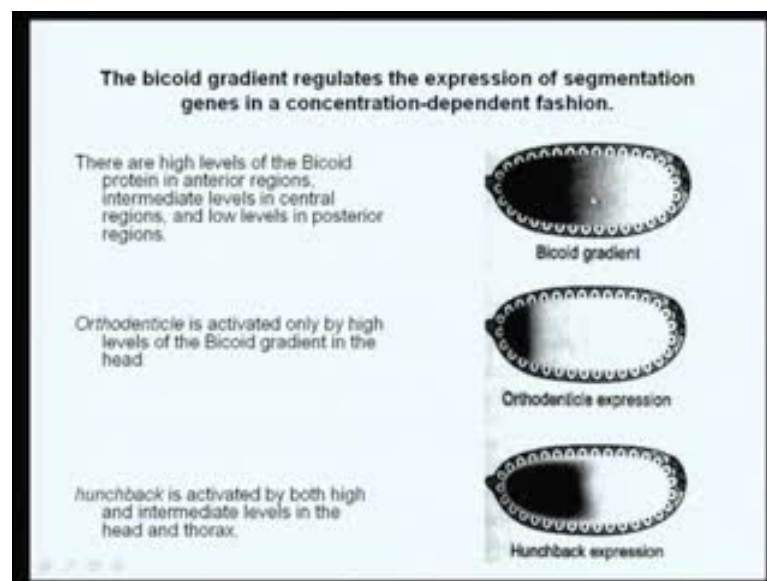 The bicoid gradient regulates the expression of segmentation
genes in a concentration-dependent fashion.
There are high levels of the Bicoid
protein in anterior regions,
intermediate levels in central
regions, and low levels in posterior
regions.
Bicoid gradient
Orthodenticle is activated only by high
levels of the Bicoid gradient in the
head
Orthodenticle expression
hunchback is activated by both high
and intermediate levels in the
head and thorax.
Hunchback expression